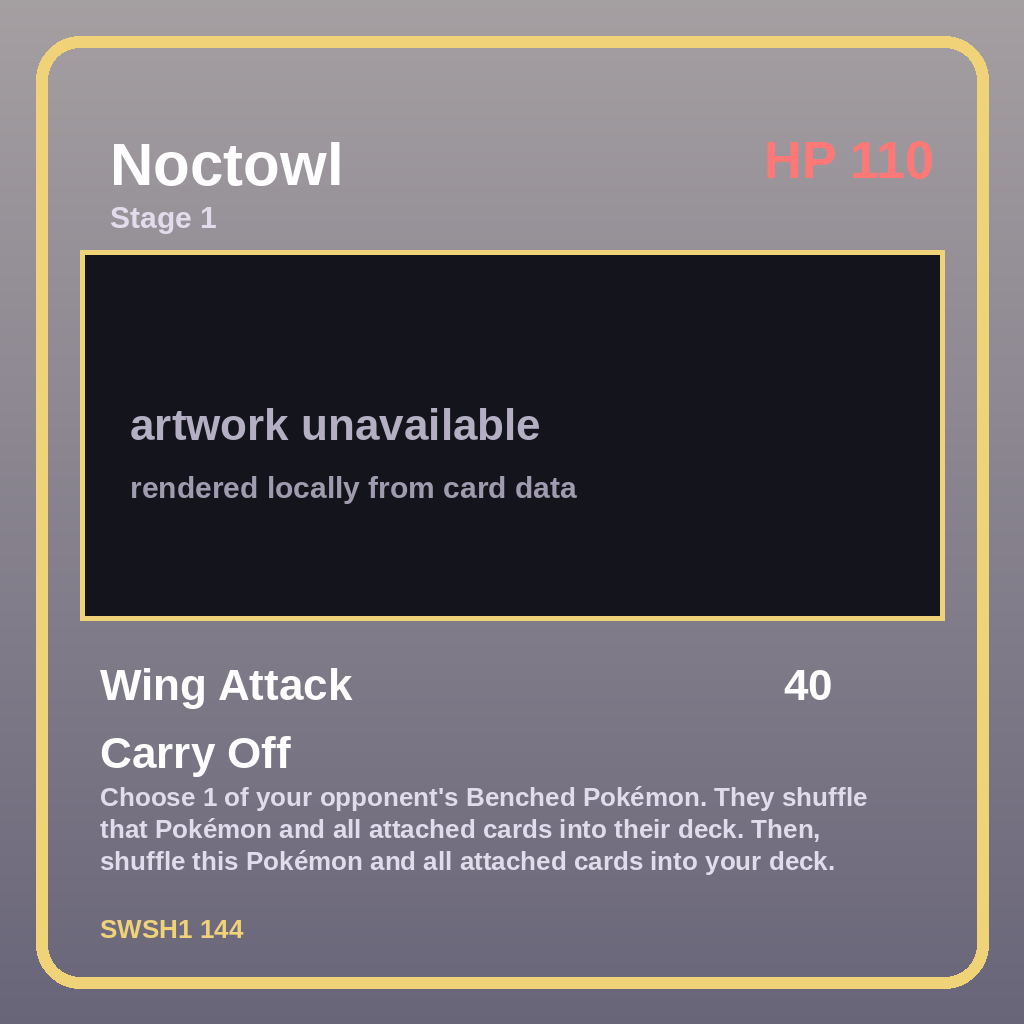 Noctowl
HP 110
Stage 1
artwork unavailable
rendered locally from card data
Wing Attack 40
Carry Off
Choose 1 of your opponent's Benched Pokémon. They shuffle
that Pokémon and all attached cards into their deck. Then,
shuffle this Pokémon and all attached cards into your deck.
SWSH1 144